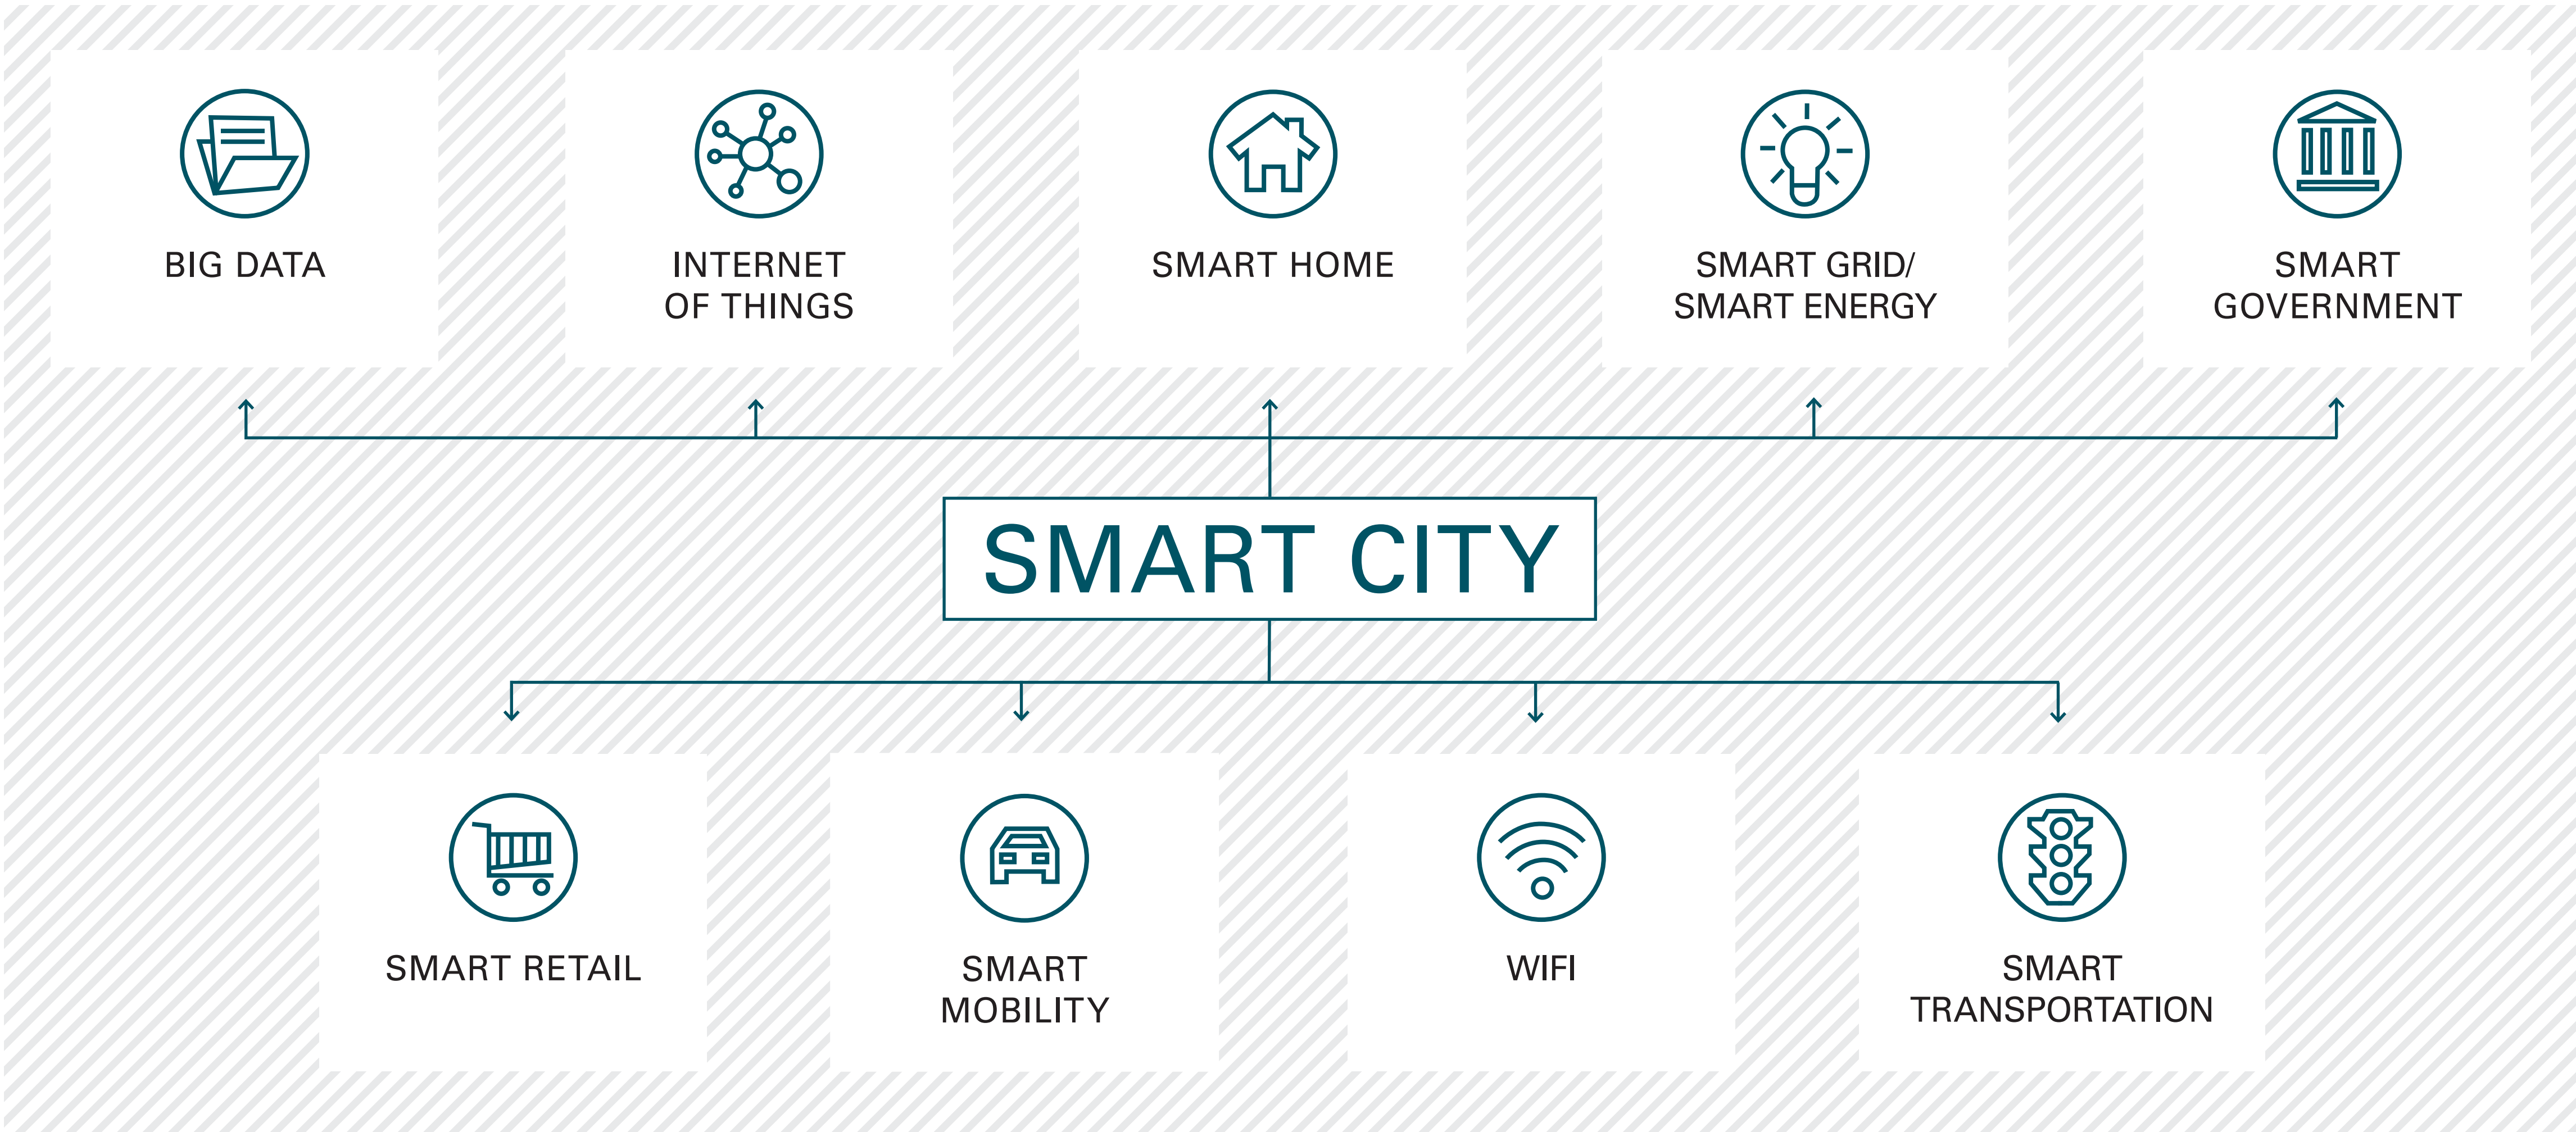 BIG DATA
INTERNET
OF THINGS
SMART HOME
SMART GRID/
SMART ENERGY
SMART
GOVERNMENT
SMART CITY
SMART RETAIL
SMART
MOBILITY
WIFI
SMART
TRANSPORTATION